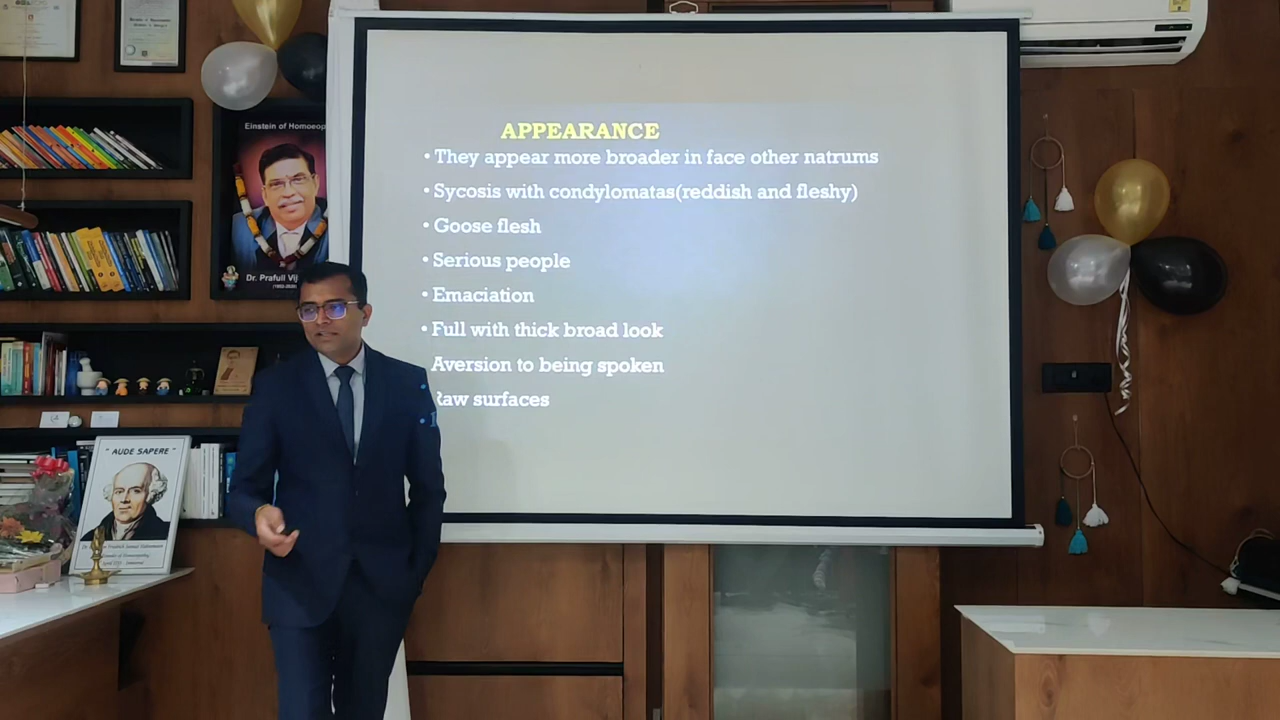 Einstein of Homoeop
Dr. Prafull Vij
APPEARANCE
• They appear more broader in face other natrums
• Sycosis with condylomatas(reddish and fleshy)
• Goose flesh
• Serious people
• Emaciation
• Full with thick broad look
Aversion to being spoken
Raw surfaces
" AUDE SAPERE "